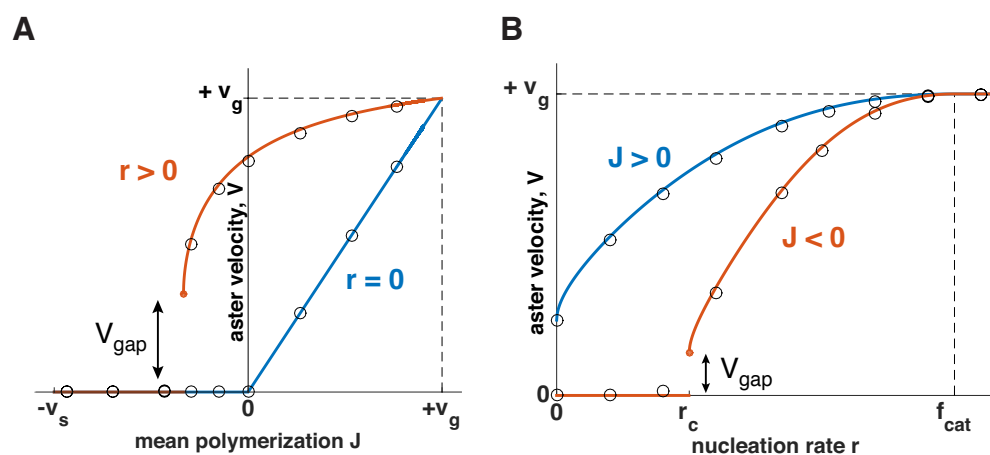 A
+ v_g
r > 0
aster velocity, V
r = 0
V_gap
-v_s
0
+v_g
mean polymerization J
B
+ v_g
J > 0
aster velocity, V
J < 0
V_gap
0
0
r_c
f_cat
nucleation rate r